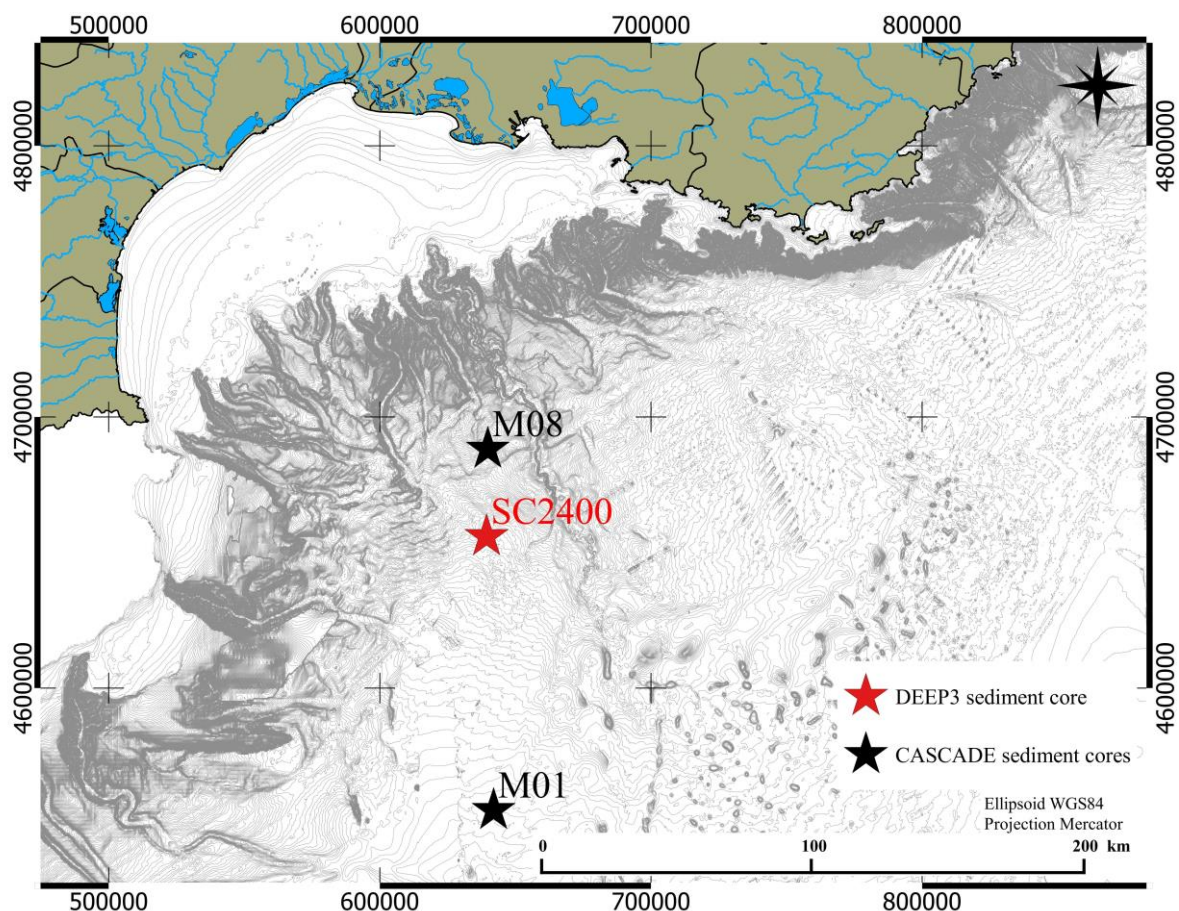 500000 600000 700000 800000
4800000 4800000
4700000 4700000
M08
SC2400
4600000 4600000
DEEP3 sediment core
CASCADE sediment cores
M01
Ellipsoid WGS84
Projection Mercator
0 100 200 km
500000 600000 700000 800000